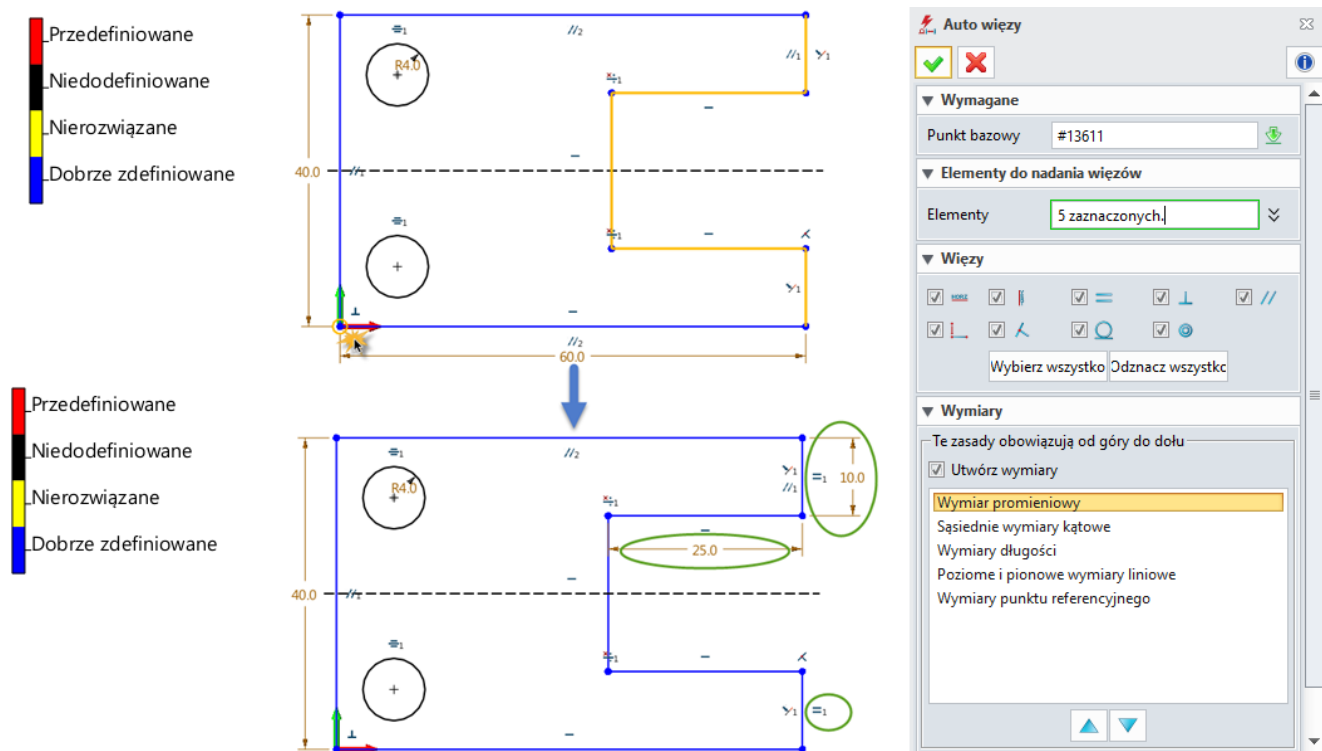 Przedefiniowane
Niedodefiniowane
Nierozwiązane
Dobrze zdefiniowane
R4.0
40.0
60.0
Przedefiniowane
Niedodefiniowane
Nierozwiązane
Dobrze zdefiniowane
R4.0
10.0
25.0
40.0
Auto więzy
Wymagane
Punkt bazowy #13611
Elementy do nadania więzów
Elementy 5 zaznaczonych.
Więzy
Wybierz wszystko Odznacz wszystkc
Wymiary
Te zasady obowiązują od góry do dołu
Utwórz wymiary
Wymiar promieniowy
Sąsiednie wymiary kątowe
Wymiary długości
Poziome i pionowe wymiary liniowe
Wymiary punktu referencyjnego